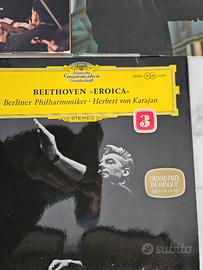 Deutsche
Grammophon
Gesellschaft
BEETHOVEN »EROICA«
Berliner Philharmoniker · Herbert von Karajan
STEREO
3
GRAND PRIX
DU DISQUE
subito